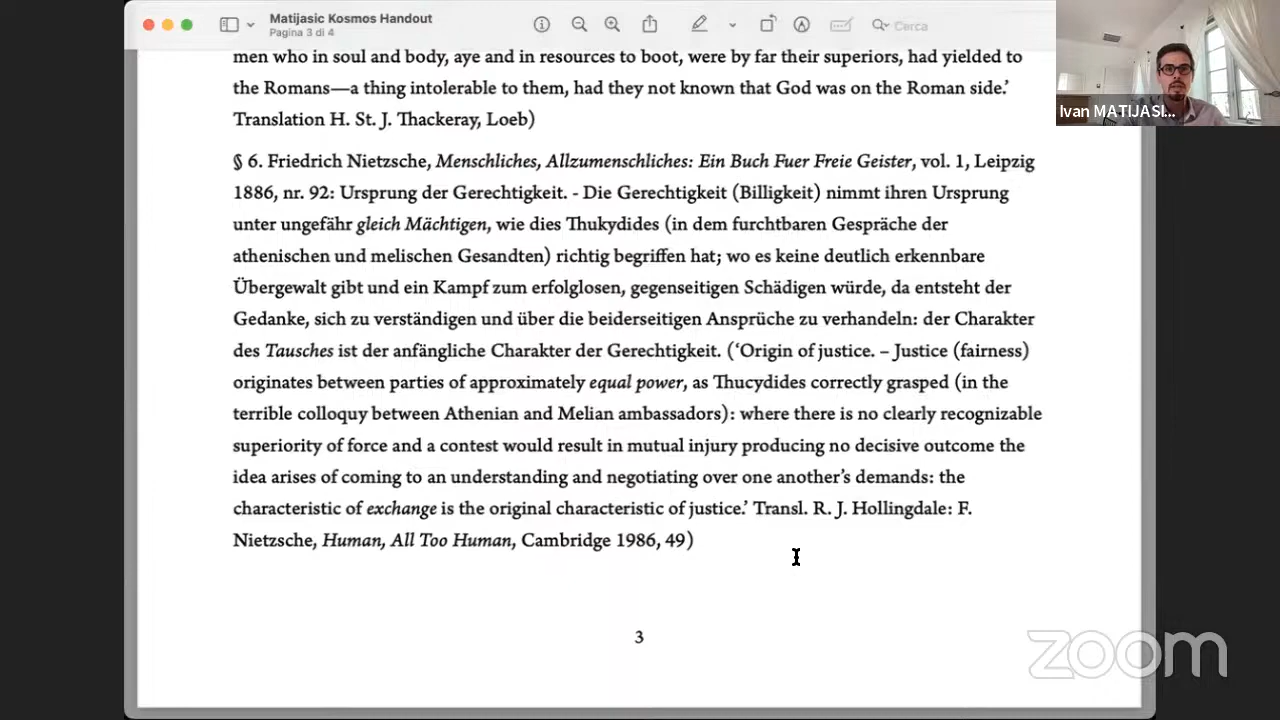 Matijasic Kosmos Handout
Pagina 3 di 4
Cerca
men who in soul and body, aye and in resources to boot, were by far their superiors, had yielded to
the Romans—a thing intolerable to them, had they not known that God was on the Roman side.’
Translation H. St. J. Thackeray, Loeb)
§ 6. Friedrich Nietzsche, Menschliches, Allzumenschliches: Ein Buch Fuer Freie Geister, vol. 1, Leipzig
1886, nr. 92: Ursprung der Gerechtigkeit. - Die Gerechtigkeit (Billigkeit) nimmt ihren Ursprung
unter ungefähr gleich Mächtigen, wie dies Thukydides (in dem furchtbaren Gespräche der
athenischen und melischen Gesandten) richtig begriffen hat; wo es keine deutlich erkennbare
Übergewalt gibt und ein Kampf zum erfolglosen, gegenseitigen Schädigen würde, da entsteht der
Gedanke, sich zu verständigen und über die beiderseitigen Ansprüche zu verhandeln: der Charakter
des Tausches ist der anfängliche Charakter der Gerechtigkeit. (‘Origin of justice. – Justice (fairness)
originates between parties of approximately equal power, as Thucydides correctly grasped (in the
terrible colloquy between Athenian and Melian ambassadors): where there is no clearly recognizable
superiority of force and a contest would result in mutual injury producing no decisive outcome the
idea arises of coming to an understanding and negotiating over one another’s demands: the
characteristic of exchange is the original characteristic of justice.’ Transl. R. J. Hollingdale: F.
Nietzsche, Human, All Too Human, Cambridge 1986, 49)
3
Ivan MATIJASI...
zoom